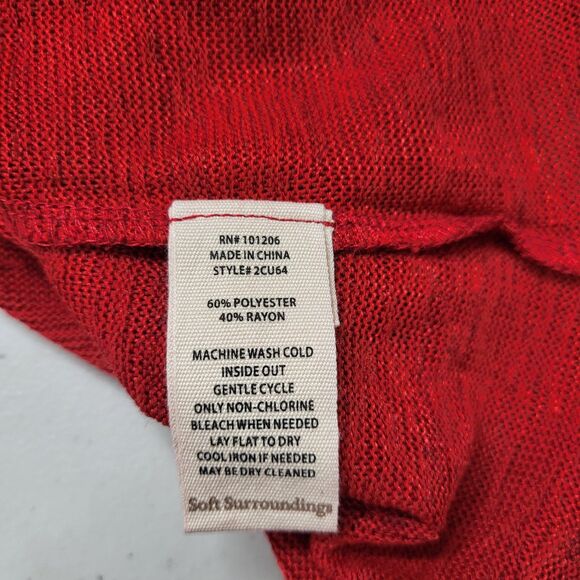 RN# 101206
MADE IN CHINA
STYLE# 2CU64
60% POLYESTER
40% RAYON
MACHINE WASH COLD
INSIDE OUT
GENTLE CYCLE
ONLY NON-CHLORINE
BLEACH WHEN NEEDED
LAY FLAT TO DRY
COOL IRON IF NEEDED
MAY BE DRY CLEANED
Soft Surroundings